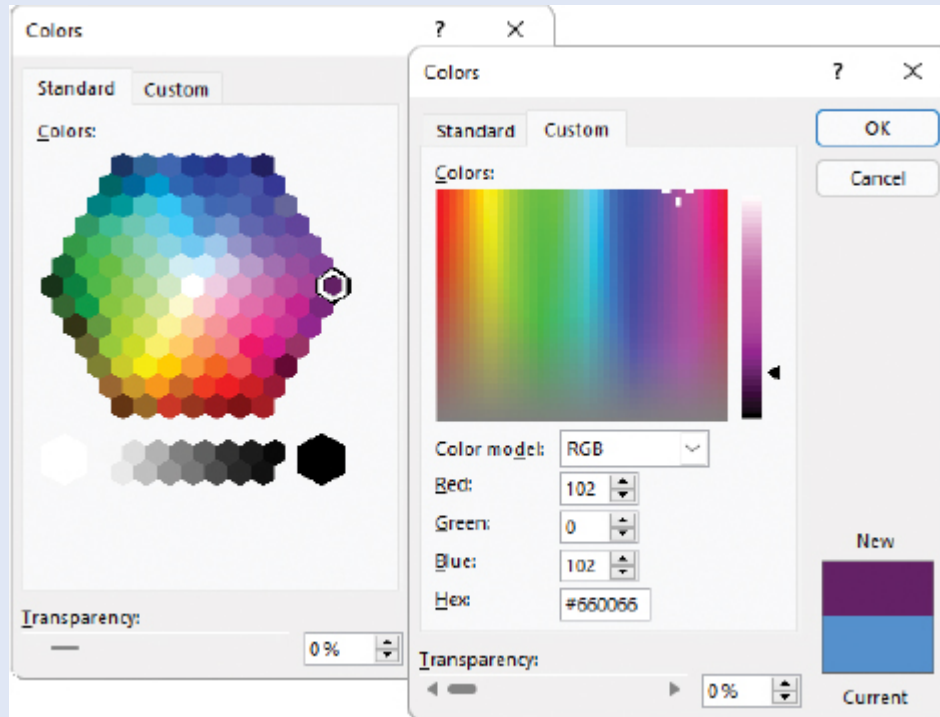 Colors ?
Standard Custom
Colors:
Transparency:
0%
Colors ?
Standard Custom
Colors:
Color model: RGB
Red: 102
Green: 0
Blue: 102
Hex: #660066
Transparency:
0%
OK
Cancel
New
Current